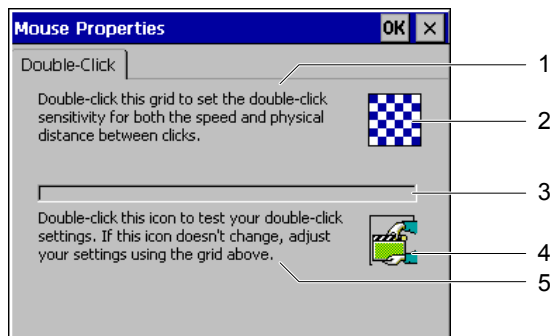 Mouse Properties OK ×
Double-Click
1
Double-click this grid to set the double-click
sensitivity for both the speed and physical
distance between clicks.
2
3
Double-click this icon to test your double-click
settings. If this icon doesn't change, adjust
your settings using the grid above.
4
5